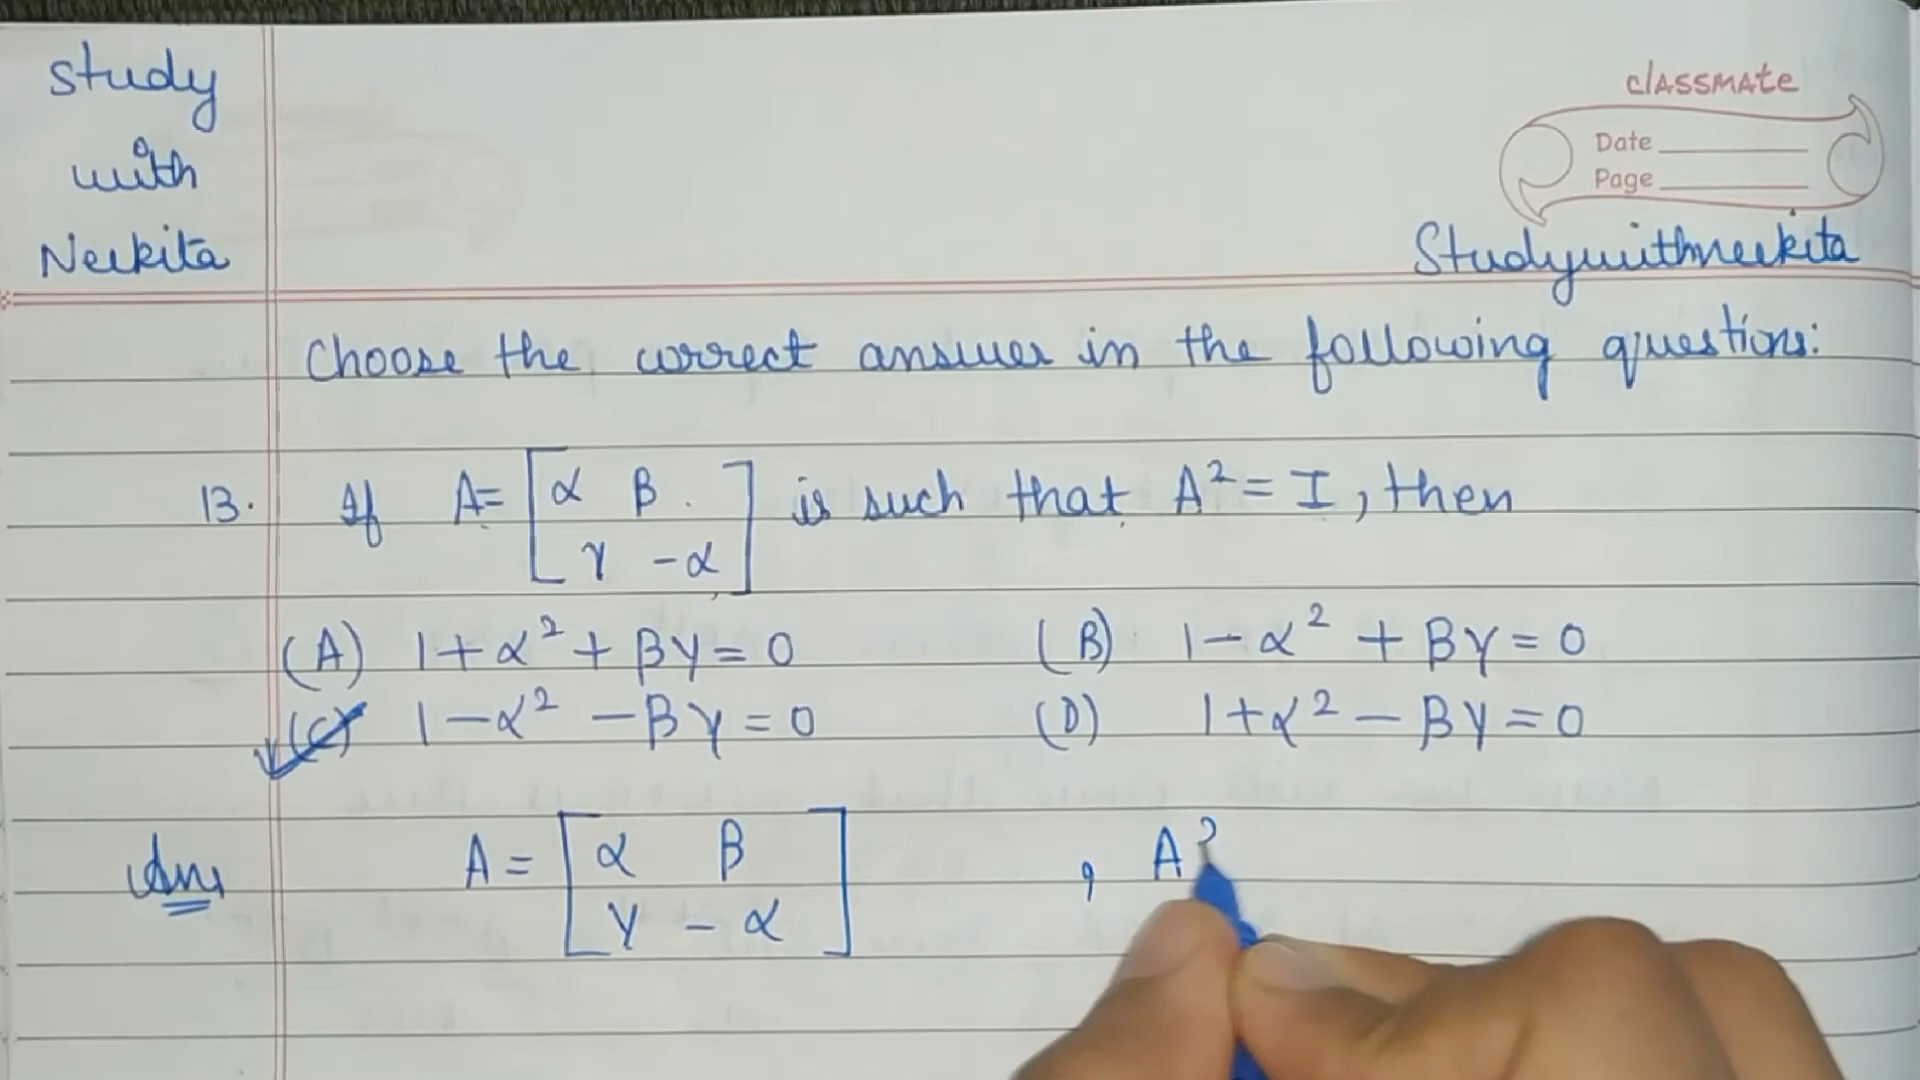 study
with
Neekita
classmate
Date
Page
Studywithneekita
Choose the correct answer in the following questions:
13. If A = [α β
γ -α] is such that A² = I, then
(A) 1+α²+βγ=0 (B) 1-α²+βγ=0
(C) 1-α²-βγ=0 (D) 1+α²-βγ=0
Ans A = [α β , A²
γ -α]